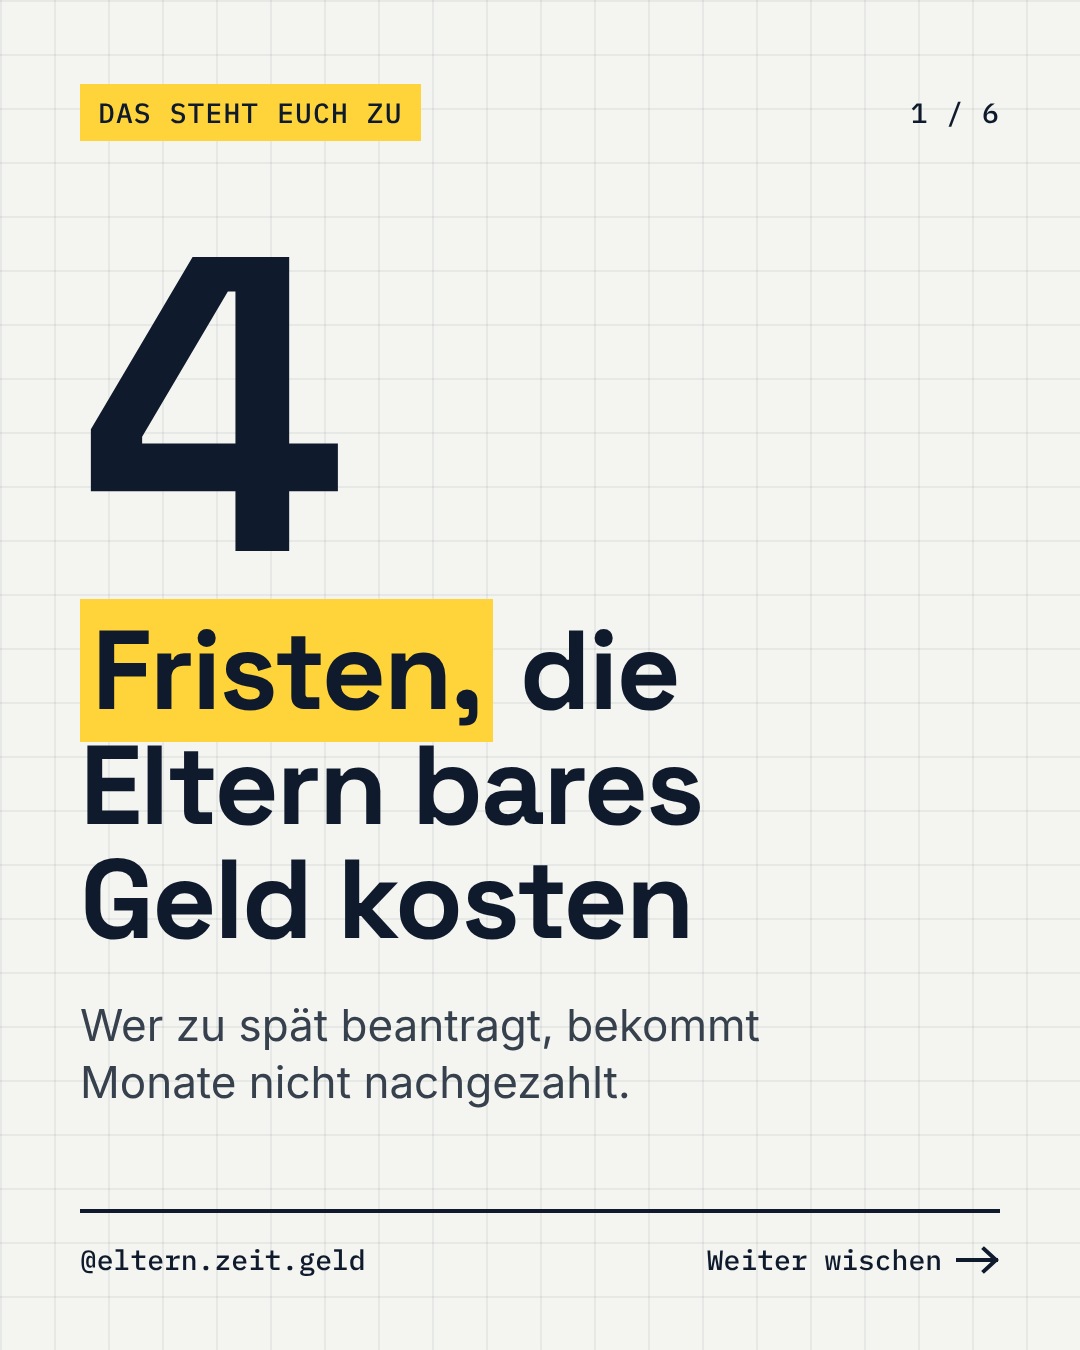 DAS STEHT EUCH ZU
1 / 6
4
Fristen, die
Eltern bares
Geld kosten
Wer zu spät beantragt, bekommt
Monate nicht nachgezahlt.
@eltern.zeit.geld
Weiter wischen →